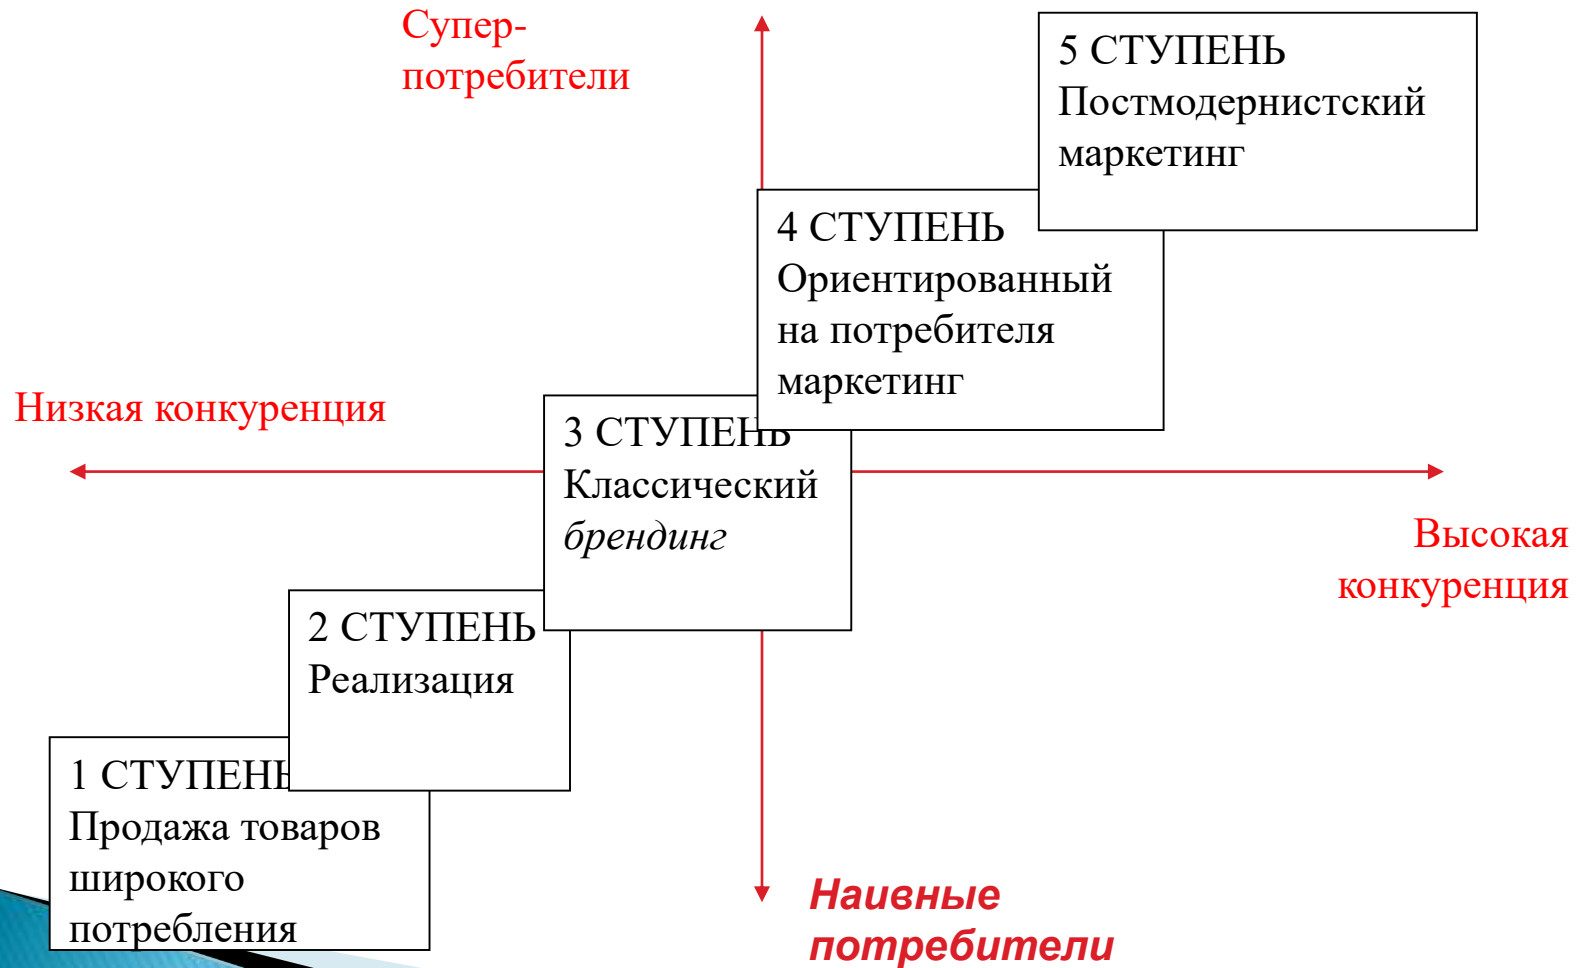 Супер-
потребители
5 СТУПЕНЬ
Постмодернистский
маркетинг
4 СТУПЕНЬ
Ориентированный
на потребителя
маркетинг
Низкая конкуренция
3 СТУПЕНЬ
Классический
брендинг
Высокая
конкуренция
2 СТУПЕНЬ
Реализация
1 СТУПЕНЬ
Продажа товаров
широкого
потребления
Наивные
потребители